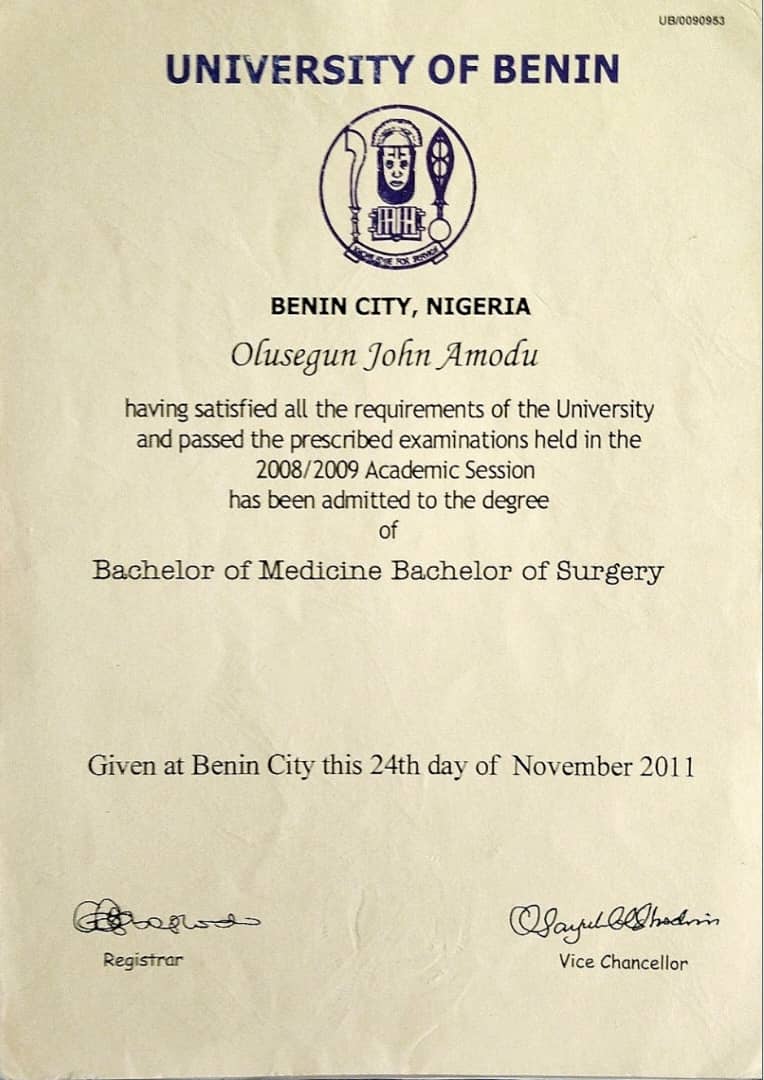 UB/0090953
UNIVERSITY OF BENIN
KNOWLEDGE FOR SERVICE
BENIN CITY, NIGERIA
Olusegun John Amodu
having satisfied all the requirements of the University
and passed the prescribed examinations held in the
2008/2009 Academic Session
has been admitted to the degree
of
Bachelor of Medicine Bachelor of Surgery
Given at Benin City this 24th day of November 2011
Registrar
Vice Chancellor